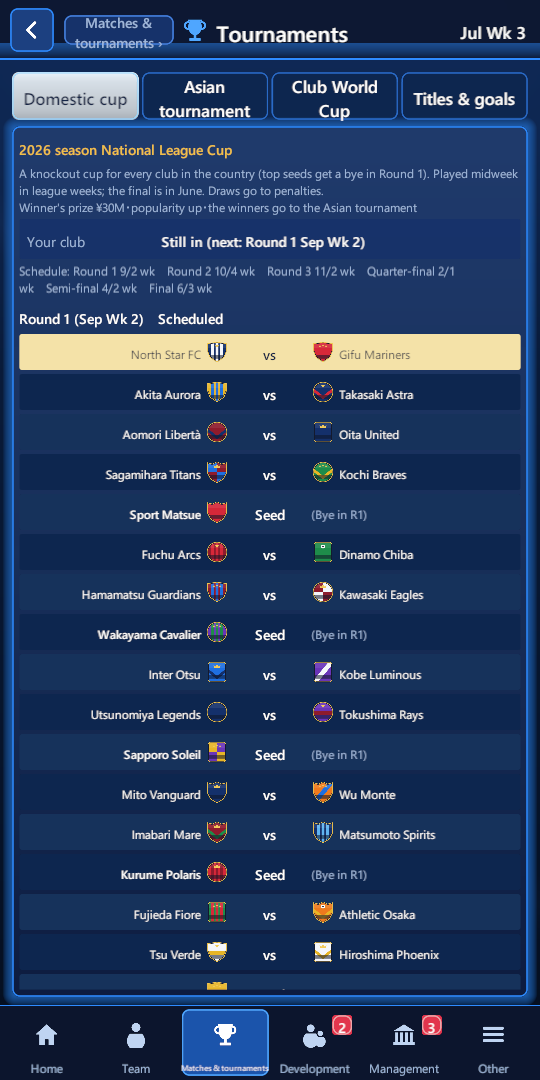 Matches &
tournaments ›
Tournaments
Jul Wk 3
Domestic cup
Asian
tournament
Club World
Cup
Titles & goals
2026 season National League Cup
A knockout cup for every club in the country (top seeds get a bye in Round 1). Played midweek
in league weeks; the final is in June. Draws go to penalties.
Winner's prize ¥30M･popularity up･the winners go to the Asian tournament
Your club Still in (next: Round 1 Sep Wk 2)
Schedule: Round 1 9/2 wk Round 2 10/4 wk Round 3 11/2 wk Quarter-final 2/1
wk Semi-final 4/2 wk Final 6/3 wk
Round 1 (Sep Wk 2) Scheduled
North Star FC vs Gifu Mariners
Akita Aurora vs Takasaki Astra
Aomori Libertà vs Oita United
Sagamihara Titans vs Kochi Braves
Sport Matsue Seed (Bye in R1)
Fuchu Arcs vs Dinamo Chiba
Hamamatsu Guardians vs Kawasaki Eagles
Wakayama Cavalier Seed (Bye in R1)
Inter Otsu vs Kobe Luminous
Utsunomiya Legends vs Tokushima Rays
Sapporo Soleil Seed (Bye in R1)
Mito Vanguard vs Wu Monte
Imabari Mare vs Matsumoto Spirits
Kurume Polaris Seed (Bye in R1)
Fujieda Fiore vs Athletic Osaka
Tsu Verde vs Hiroshima Phoenix
2
3
Home
Team
Matches & tournaments
Development
Management
Other